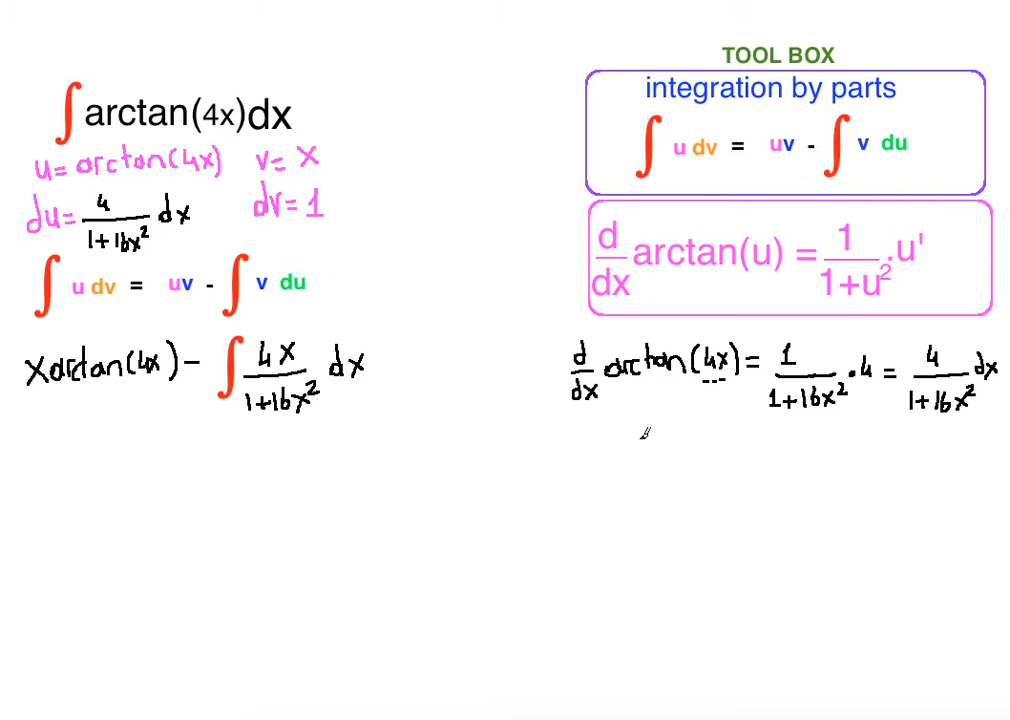 ∫ arctan(4x)dx
u= arctan(4x) v= x
du= 4/(1+16x²) dx dv= 1
∫ u dv = uv - ∫ v du
xarctan(4x) − ∫ 4x/(1+16x²) dx
TOOL BOX
integration by parts
∫ u dv = uv - ∫ v du
d/dx arctan(u) = 1/(1+u²) . u'
d/dx arctan(4x) = 1/(1+16x²) • 4 = 4/(1+16x²) dx